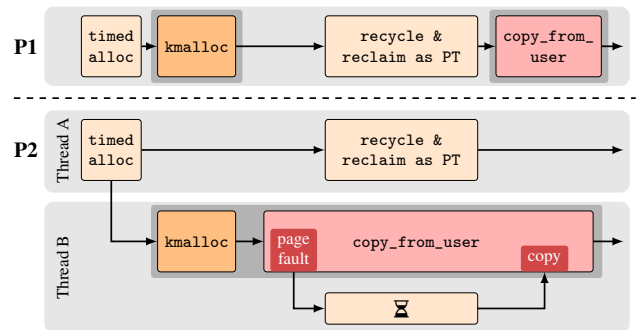 P1
timed
alloc
kmalloc
recycle &
reclaim as PT
copy_from_
user
P2
Thread A
timed
alloc
recycle &
reclaim as PT
Thread B
kmalloc
page
fault
copy_from_user
copy